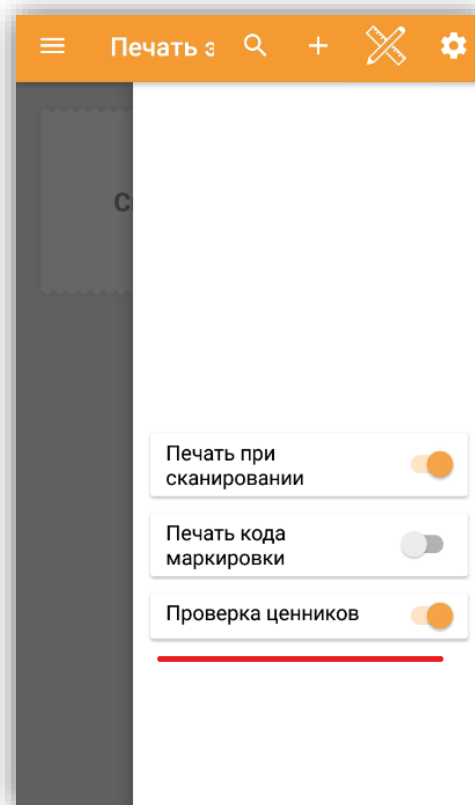 Печать э
С
Печать при
сканировании
Печать кода
маркировки
Проверка ценников